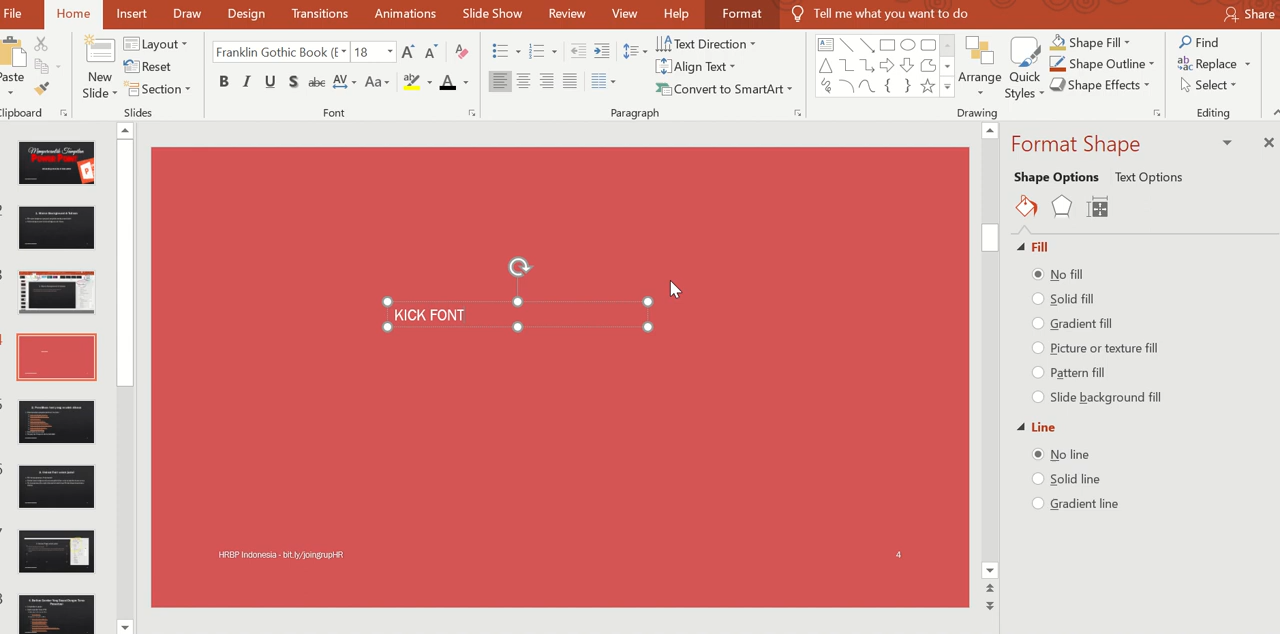 File Home Insert Draw Design Transitions Animations Slide Show Review View Help Format Tell me what you want to do Share
Paste
New
Slide
Layout
Reset
Section
Franklin Gothic Book (E 18
B I U S abc AV Aa A
Text Direction
Align Text
Convert to SmartArt
Arrange
Quick
Styles
Shape Fill
Shape Outline
Shape Effects
Find
Replace
Select
Clipboard Slides Font Paragraph Drawing Editing
Format Shape
Shape Options Text Options
Fill
No fill
Solid fill
Gradient fill
Picture or texture fill
Pattern fill
Slide background fill
Line
No line
Solid line
Gradient line
KICK FONT
HRBP Indonesia - bit.ly/joingrupHR
4